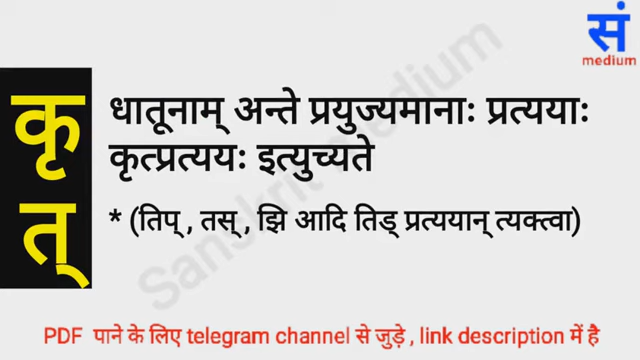 सं
medium
कृ
त्
धातूनाम् अन्ते प्रयुज्यमानाः प्रत्ययाः
कृत्प्रत्ययः इत्युच्यते
* (तिप् , तस् , झि आदि तिड् प्रत्ययान् त्यक्त्वा)
Sanskrit medium
PDF पाने के लिए telegram channel से जुड़े , link description में है